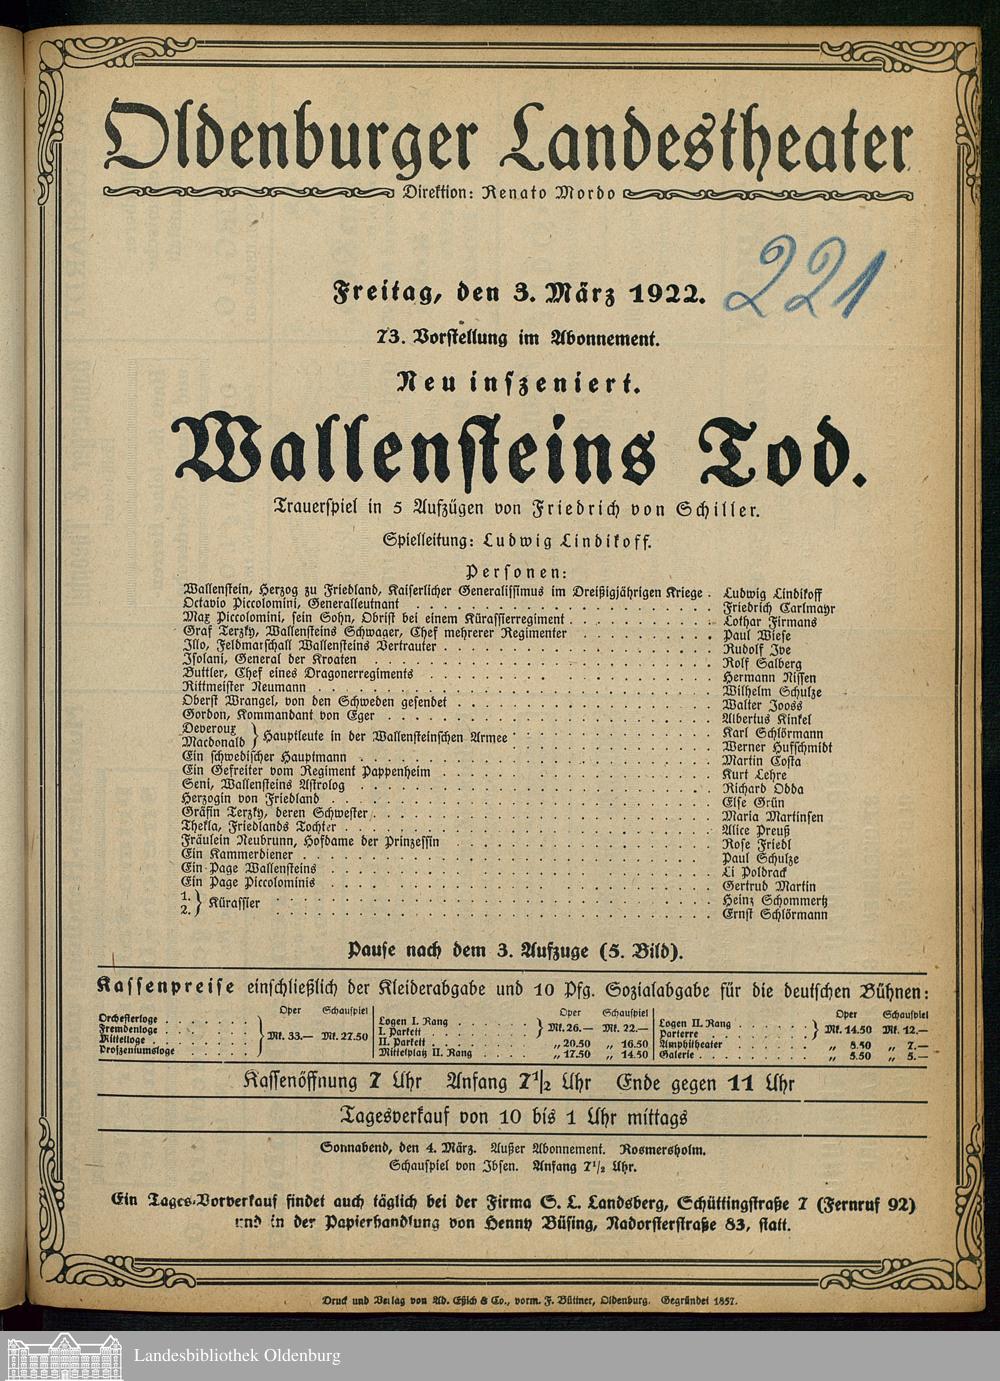 Oldenburger Landestheater
Direktion: Renato Mordo
221
Freitag, den 3. März 1922.
73. Vorstellung im Abonnement.
Neu inszeniert.
Wallensteins Tod.
Trauerspiel in 5 Aufzügen von Friedrich von Schiller.
Spielleitung: Ludwig Lindikoff.
Personen:
Wallenstein, Herzog zu Friedland, Kaiserlicher Generalissimus im Dreißigjährigen Kriege . Ludwig Lindikoff
Octavio Piccolomini, Generalleutnant . . . Friedrich Carlmayr
Max Piccolomini, sein Sohn, Obrist bei einem Kürassierregiment . . . Lothar Firmans
Graf Terzky, Wallensteins Schwager, Chef mehrerer Regimenter . . . Paul Wiese
Illo, Feldmarschall Wallensteins Vertrauter . . . Rudolf Ive
Isolani, General der Kroaten . . . Rolf Salberg
Buttler, Chef eines Dragonerregiments . . . Hermann Nissen
Rittmeister Neumann . . . Wilhelm Schulze
Oberst Wrangel, von den Schweden gesendet . . . Walter Jooss
Gordon, Kommandant von Eger . . . Albertus Kinkel
Deveroux } Hauptleute in der Wallensteinschen Armee . . . Karl Schlörmann
Macdonald } Werner Hufschmidt
Ein schwedischer Hauptmann . . . Martin Costa
Ein Gefreiter vom Regiment Pappenheim . . . Kurt Lehre
Seni, Wallensteins Astrolog . . . Richard Odda
Herzogin von Friedland . . . Else Grün
Gräfin Terzky, deren Schwester . . . Maria Martinsen
Thekla, Friedlands Tochter . . . Alice Preuß
Fräulein Neubrunn, Hofdame der Prinzessin . . . Rose Friedl
Ein Kammerdiener . . . Paul Schulze
Ein Page Wallensteins . . . Li Poldrack
Ein Page Piccolominis . . . Gertrud Martin
1. } Kürassier . . . Heinz Schommertz
2. } Ernst Schlörmann
Pause nach dem 3. Aufzuge (5. Bild).
Kassenpreise einschließlich der Kleiderabgabe und 10 Pfg. Sozialabgabe für die deutschen Bühnen:
Oper Schauspiel
Orchesterloge
Fremdenloge
Mittelloge
Proszeniumsloge
Mk. 33.— Mk. 27.50
Oper Schauspiel
Logen I. Rang
I. Parkett
Mk. 26.— Mk. 22.—
II. Parkett . . . „ 20.50 „ 16.50
Mittelplatz II. Rang . . . „ 17.50 „ 14.50
Oper Schauspiel
Logen II. Rang
Parterre
Mk. 14.50 Mk. 12.—
Amphitheater . . . „ 8.50 „ 7.—
Galerie . . . „ 5.50 „ 5.—
Kassenöffnung 7 Uhr Anfang 7 1/2 Uhr Ende gegen 11 Uhr
Tagesverkauf von 10 bis 1 Uhr mittags
Sonnabend, den 4. März. Außer Abonnement. Rosmersholm.
Schauspiel von Ibsen. Anfang 7 1/2 Uhr.
Ein Tages-Vorverkauf findet auch täglich bei der Firma S. L. Landsberg, Schüttingstraße 7 (Fernruf 92)
und in der Papierhandlung von Henny Büsing, Nadorsterstraße 83, statt.
Druck und Verlag von Ad. Eßich & Co., vorm. F. Büttner, Oldenburg. Gegründet 1857.
Landesbibliothek Oldenburg